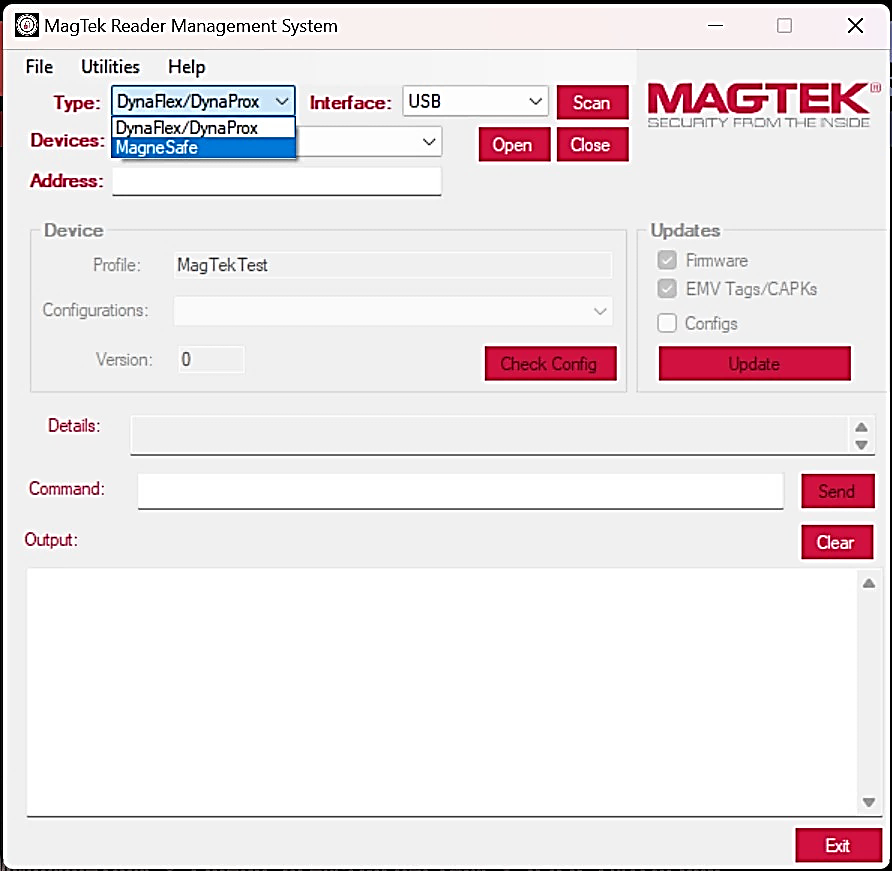 MagTek Reader Management System
File Utilities Help
Type: DynaFlex/DynaProx Interface: USB Scan
DynaFlex/DynaProx
MagneSafe
Devices: Open Close
Address:
MAGTEK®
SECURITY FROM THE INSIDE
Device
Profile: MagTekTest
Configurations:
Version: 0 Check Config
Updates
Firmware
EMV Tags/CAPKs
Configs
Update
Details:
Command: Send
Output: Clear
Exit